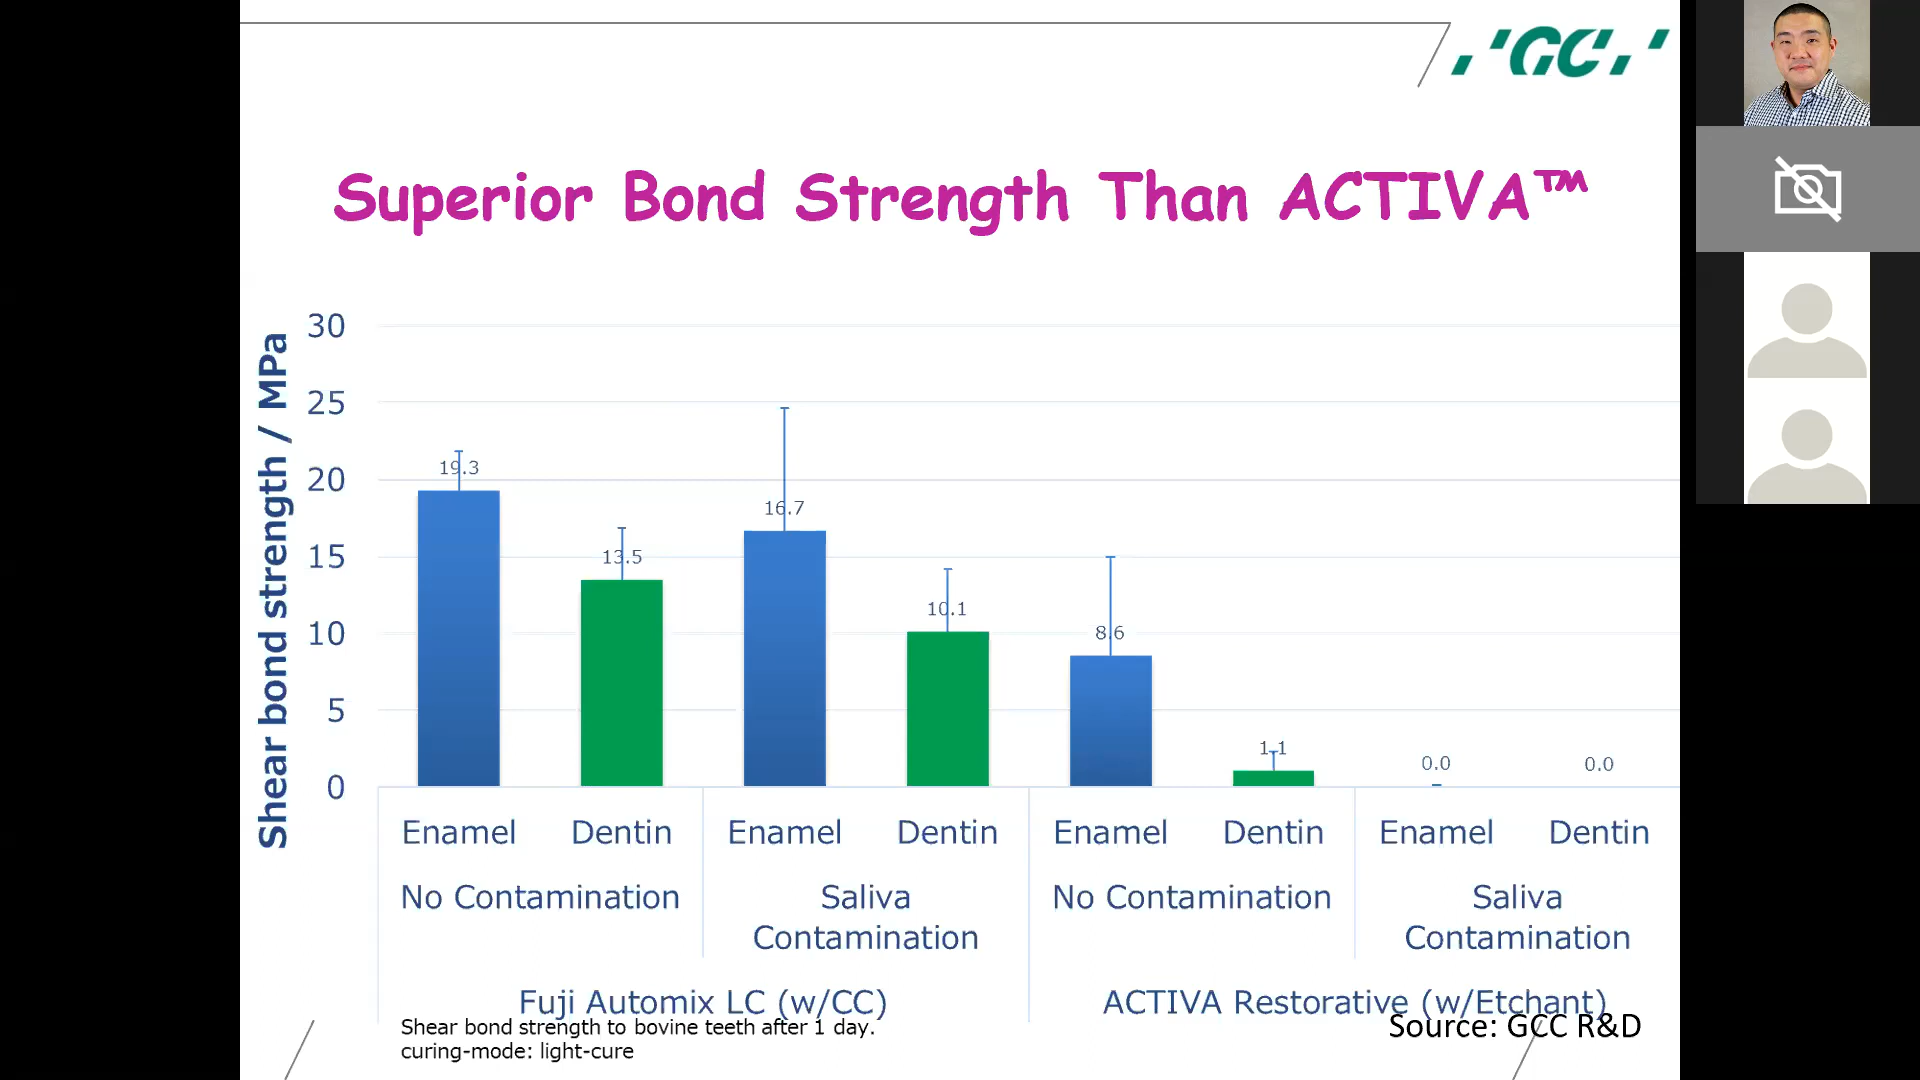 GC
Superior Bond Strength Than ACTIVA™
Shear bond strength / MPa
30
25
20
15
10
5
0
19.3
13.5
16.7
10.1
8.6
1.1
0.0
0.0
Enamel Dentin Enamel Dentin Enamel Dentin Enamel Dentin
No Contamination Saliva Contamination No Contamination Saliva Contamination
Fuji Automix LC (w/CC) ACTIVA Restorative (w/Etchant)
Shear bond strength to bovine teeth after 1 day.
curing-mode: light-cure
Source: GCC R&D